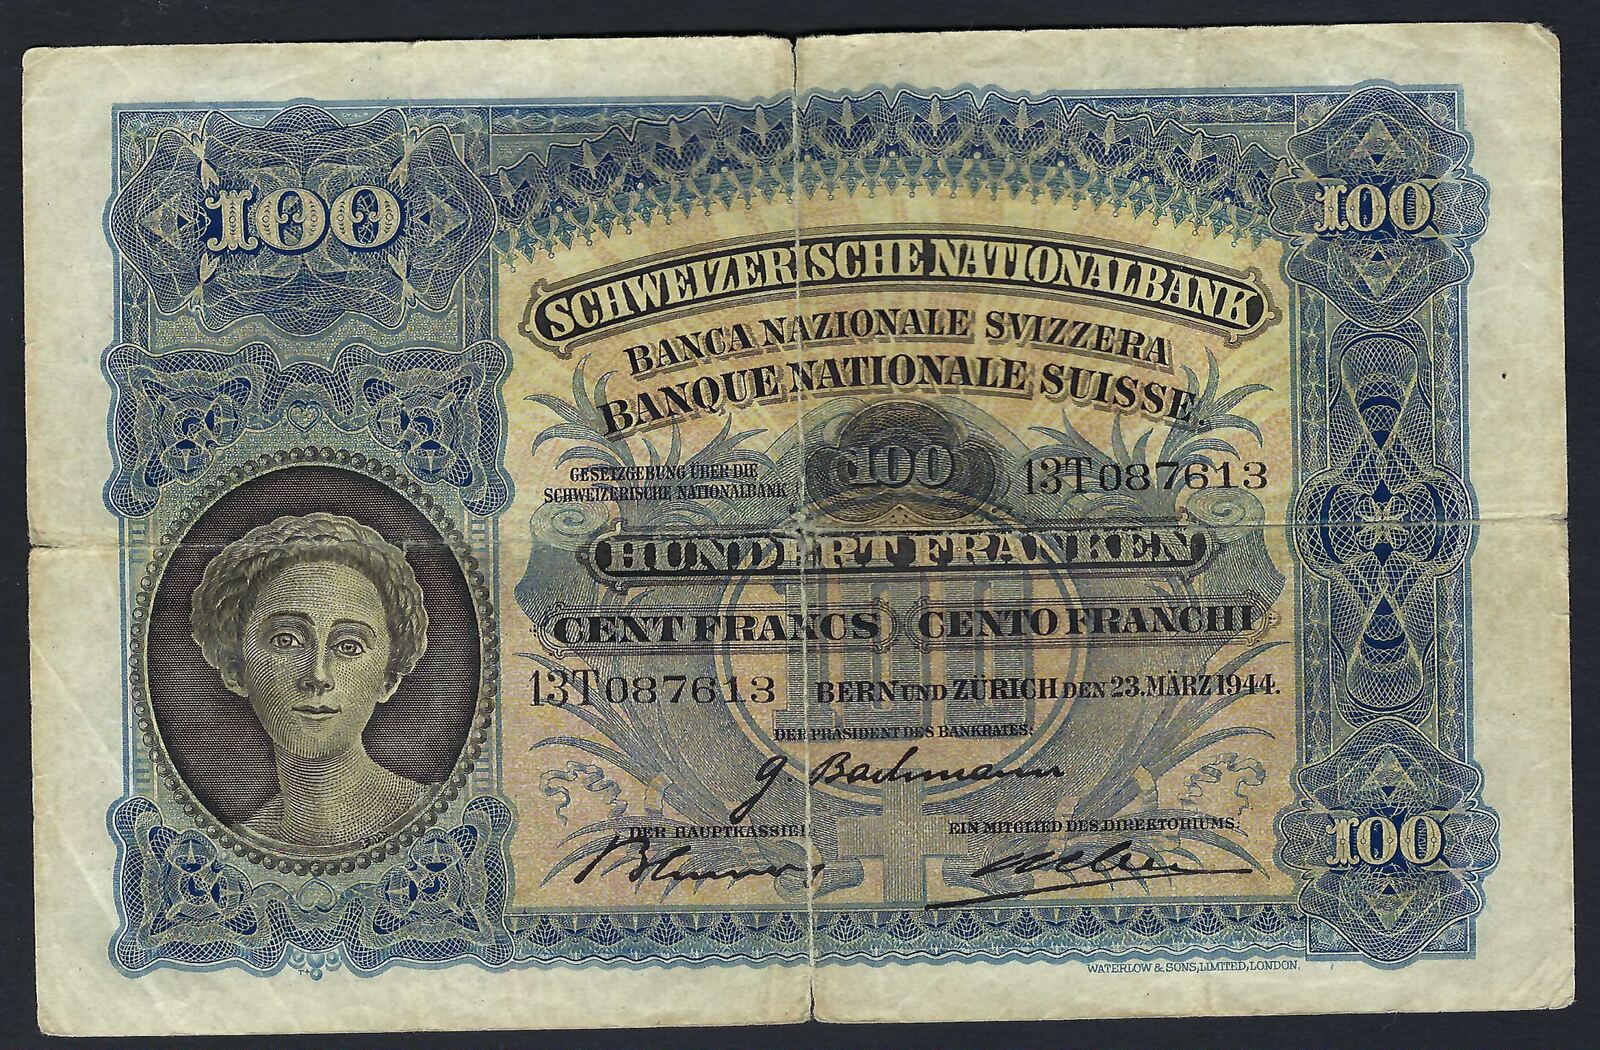 100
100
SCHWEIZERISCHE NATIONALBANK
BANCA NAZIONALE SVIZZERA
BANQUE NATIONALE SUISSE.
GESETZGEBUNG ÜBER DIE
SCHWEIZERISCHE NATIONALBANK
100
13T087613
HUNDERT FRANKEN
100
CENT FRANCS CENTO FRANCHI
13T087613 BERN UND ZÜRICH DEN 23. MÄRZ 1944.
DER PRÄSIDENT DES BANKRATES:
G. Bachmann
DER HAUPTKASSIER
EIN MITGLIED DES DIREKTORIUMS:
100
WATERLOW & SONS, LIMITED, LONDON.